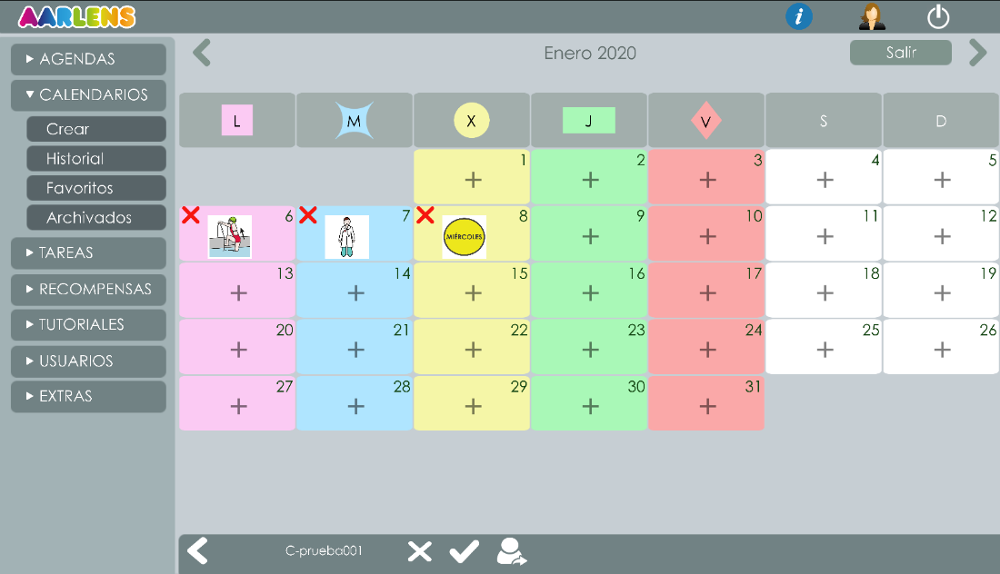 AARLENS
i
AGENDAS
CALENDARIOS
Crear
Historial
Favoritos
Archivados
TAREAS
RECOMPENSAS
TUTORIALES
USUARIOS
EXTRAS
Enero 2020
Salir
L M X J V S D
1 2 3 4 5
6 7 8 9 10 11 12
MIÉRCOLES
13 14 15 16 17 18 19
20 21 22 23 24 25 26
27 28 29 30 31
C-prueba001